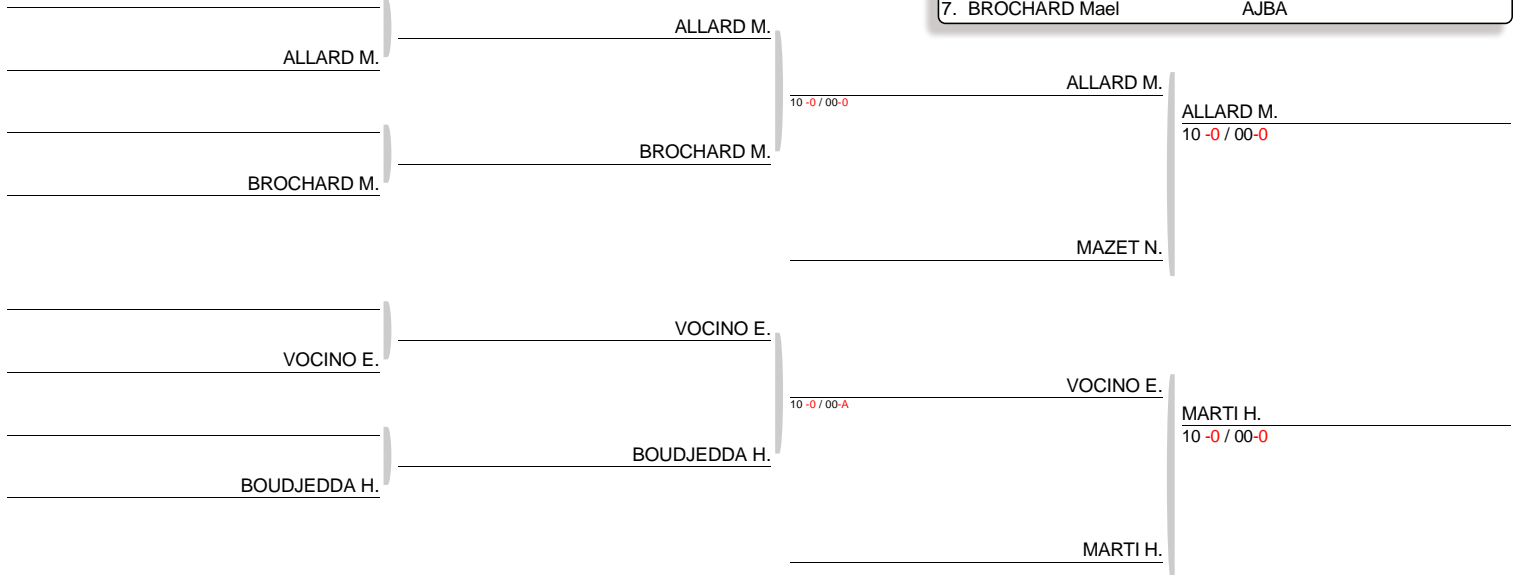 7. BROCHARD Mael AJBA
ALLARD M.
ALLARD M.
ALLARD M.
10 -0 / 00-0
ALLARD M.
10 -0 / 00-0
BROCHARD M.
BROCHARD M.
MAZET N.
VOCINO E.
VOCINO E.
VOCINO E.
10 -0 / 00-A
MARTI H.
10 -0 / 00-0
BOUDJEDDA H.
BOUDJEDDA H.
MARTI H.